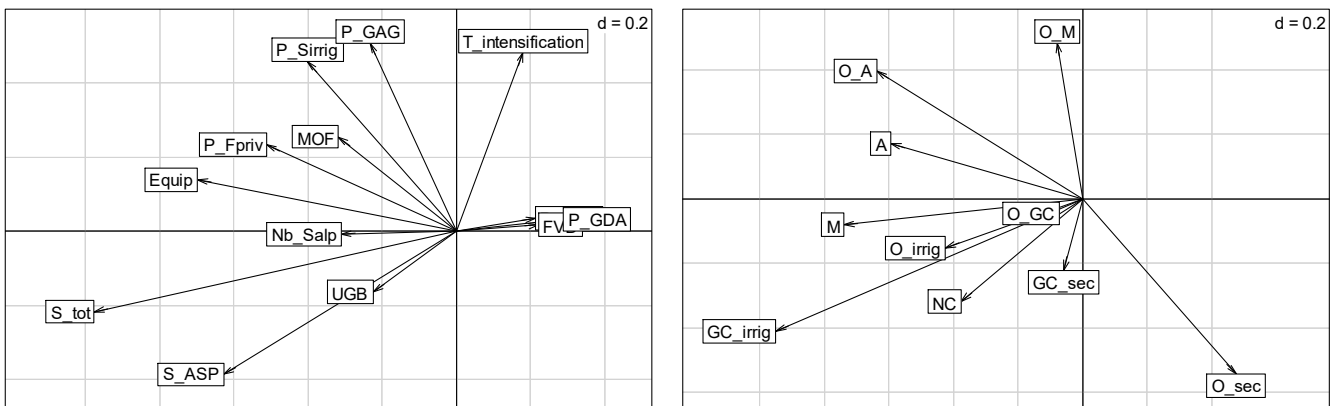 d = 0.2
P_GAG
T_intensification
P_Sirrig
MOF
P_Fpriv
Equip
P_GDA
Nb_Salp
UGB
S_tot
S_ASP
d = 0.2
O_M
O_A
A
O_GC
M
O_irrig
GC_sec
NC
GC_irrig
O_sec